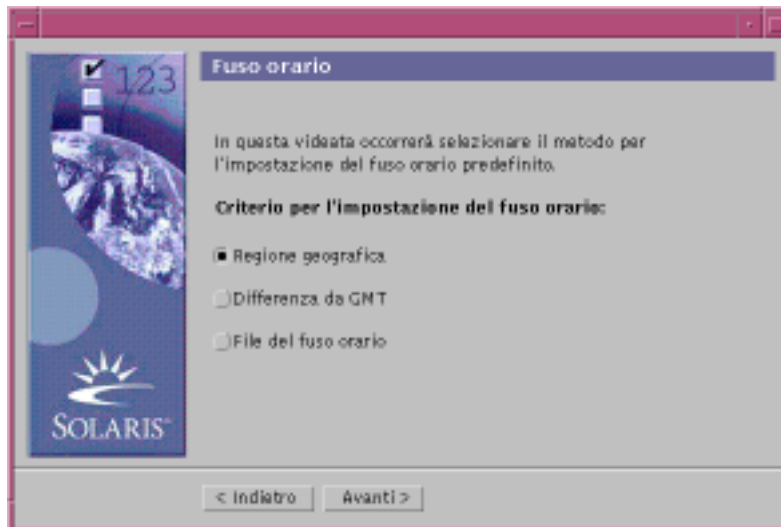 Fuso orario
123
In questa videata occorrerà selezionare il metodo per
l'impostazione del fuso orario predefinito.
Criterio per l'impostazione del fuso orario:
Regione geografica
Differenza da GMT
File del fuso orario
SOLARIS™
< Indietro
Avanti >